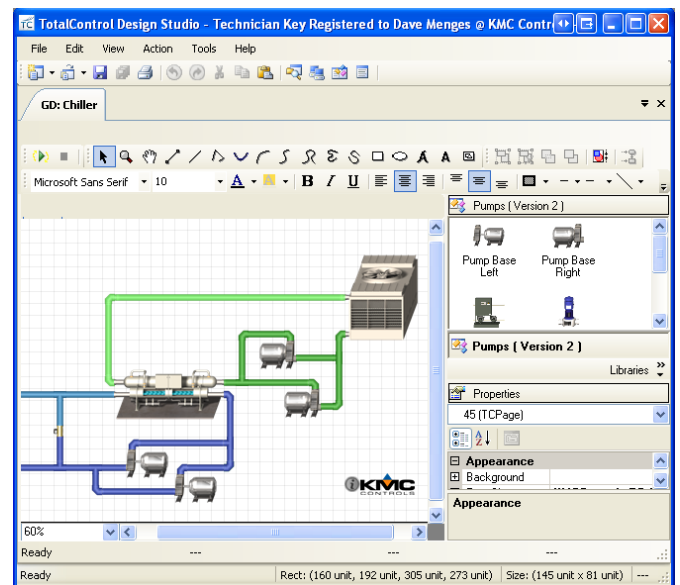 TC TotalControl Design Studio - Technician Key Registered to Dave Menges @ KMC Contr
File Edit View Action Tools Help
GD: Chiller
Microsoft Sans Serif 10 A A B I U
Pumps ( Version 2 )
Pump Base Left
Pump Base Right
Pumps ( Version 2 )
Libraries
Properties
45 (TCPage)
Appearance
Background
Appearance
KMC
CONTROLS
60%
Ready --- --- ---
Ready Rect: (160 unit, 192 unit, 305 unit, 273 unit) Size: (145 unit x 81 unit) ---